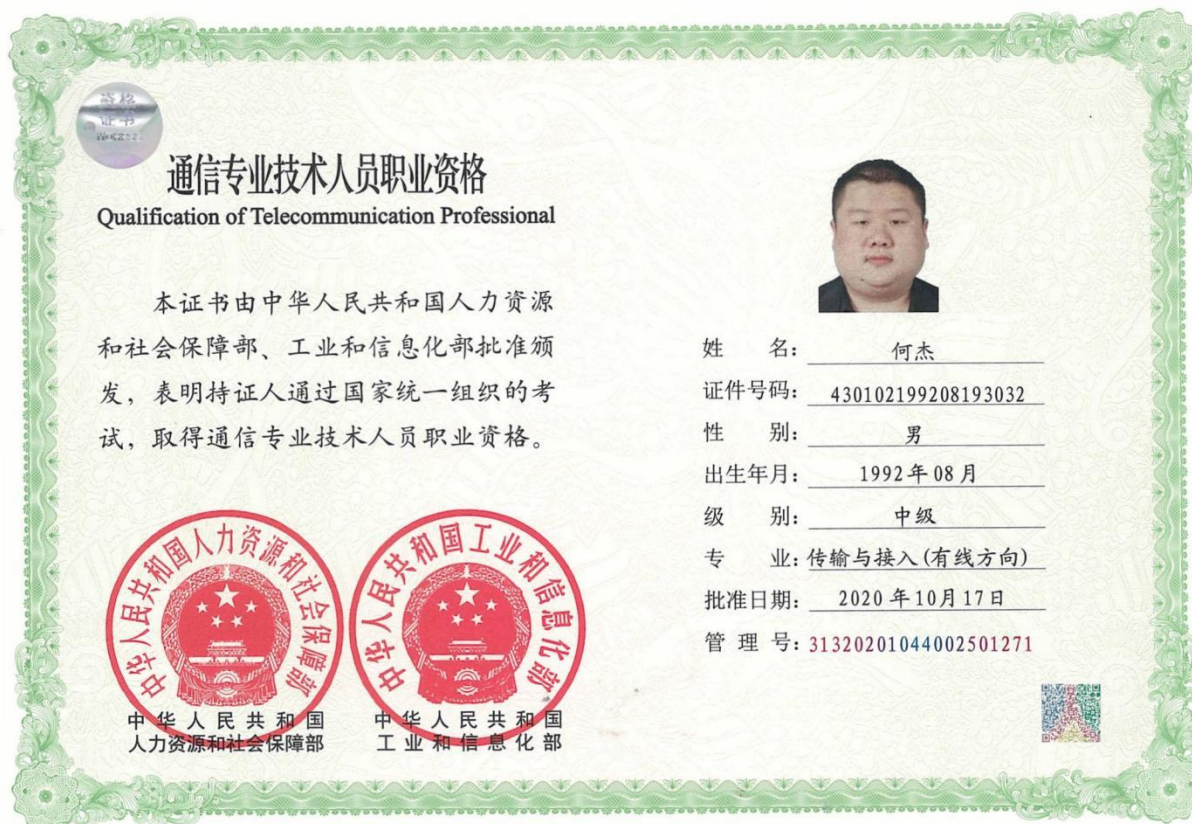 资格
证书
通信专业技术人员职业资格
Qualification of Telecommunication Professional
本证书由中华人民共和国人力资源
和社会保障部、工业和信息化部批准颁
发，表明持证人通过国家统一组织的考
试，取得通信专业技术人员职业资格。
中华人民共和国人力资源和社会保障部
中华人民共和国
人力资源和社会保障部
中华人民共和国工业和信息化部
中华人民共和国
工业和信息化部
姓 名： 何杰
证件号码： 430102199208193032
性 别： 男
出生年月： 1992年08月
级 别： 中级
专 业： 传输与接入(有线方向)
批准日期： 2020年10月17日
管 理 号： 31320201044002501271